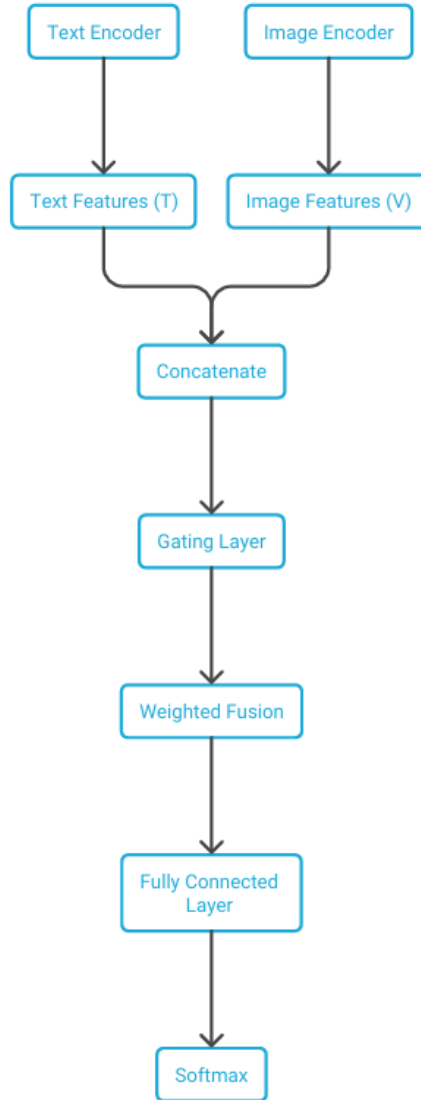 Text Encoder
Image Encoder
Text Features (T)
Image Features (V)
Concatenate
Gating Layer
Weighted Fusion
Fully Connected
Layer
Softmax